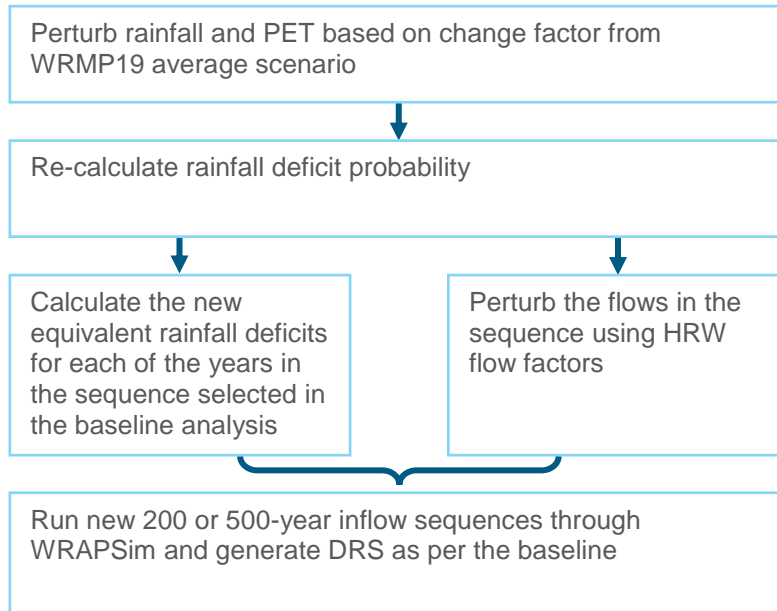 Perturb rainfall and PET based on change factor from
WRMP19 average scenario
Re-calculate rainfall deficit probability
Calculate the new
equivalent rainfall deficits
for each of the years in
the sequence selected in
the baseline analysis
Perturb the flows in the
sequence using HRW
flow factors
Run new 200 or 500-year inflow sequences through
WRAPSim and generate DRS as per the baseline